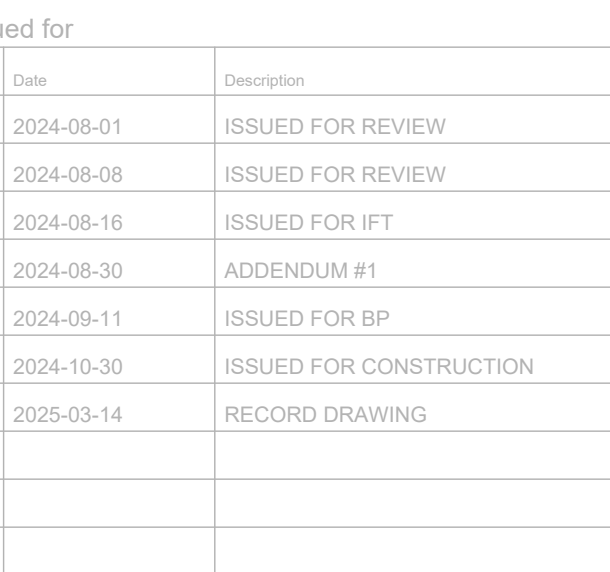 ued for
Date Description
2024-08-01 ISSUED FOR REVIEW
2024-08-08 ISSUED FOR REVIEW
2024-08-16 ISSUED FOR IFT
2024-08-30 ADDENDUM #1
2024-09-11 ISSUED FOR BP
2024-10-30 ISSUED FOR CONSTRUCTION
2025-03-14 RECORD DRAWING